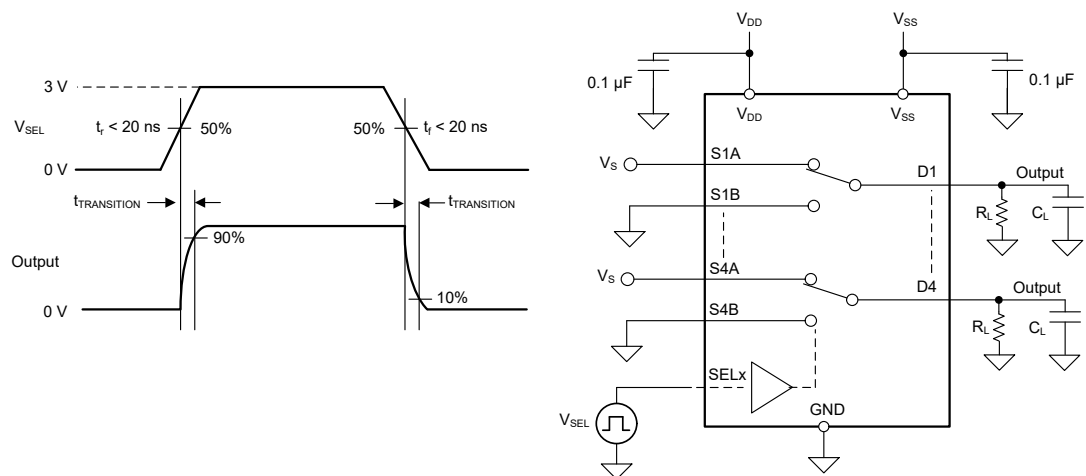 3 V
V_SEL
t_r < 20 ns
50%
50%
t_f < 20 ns
0 V
t_TRANSITION
t_TRANSITION
90%
Output
10%
0 V
V_DD
V_SS
0.1 µF
0.1 µF
V_DD
V_SS
V_S
S1A
D1
Output
S1B
R_L
C_L
V_S
S4A
D4
Output
S4B
R_L
C_L
SELx
V_SEL
GND